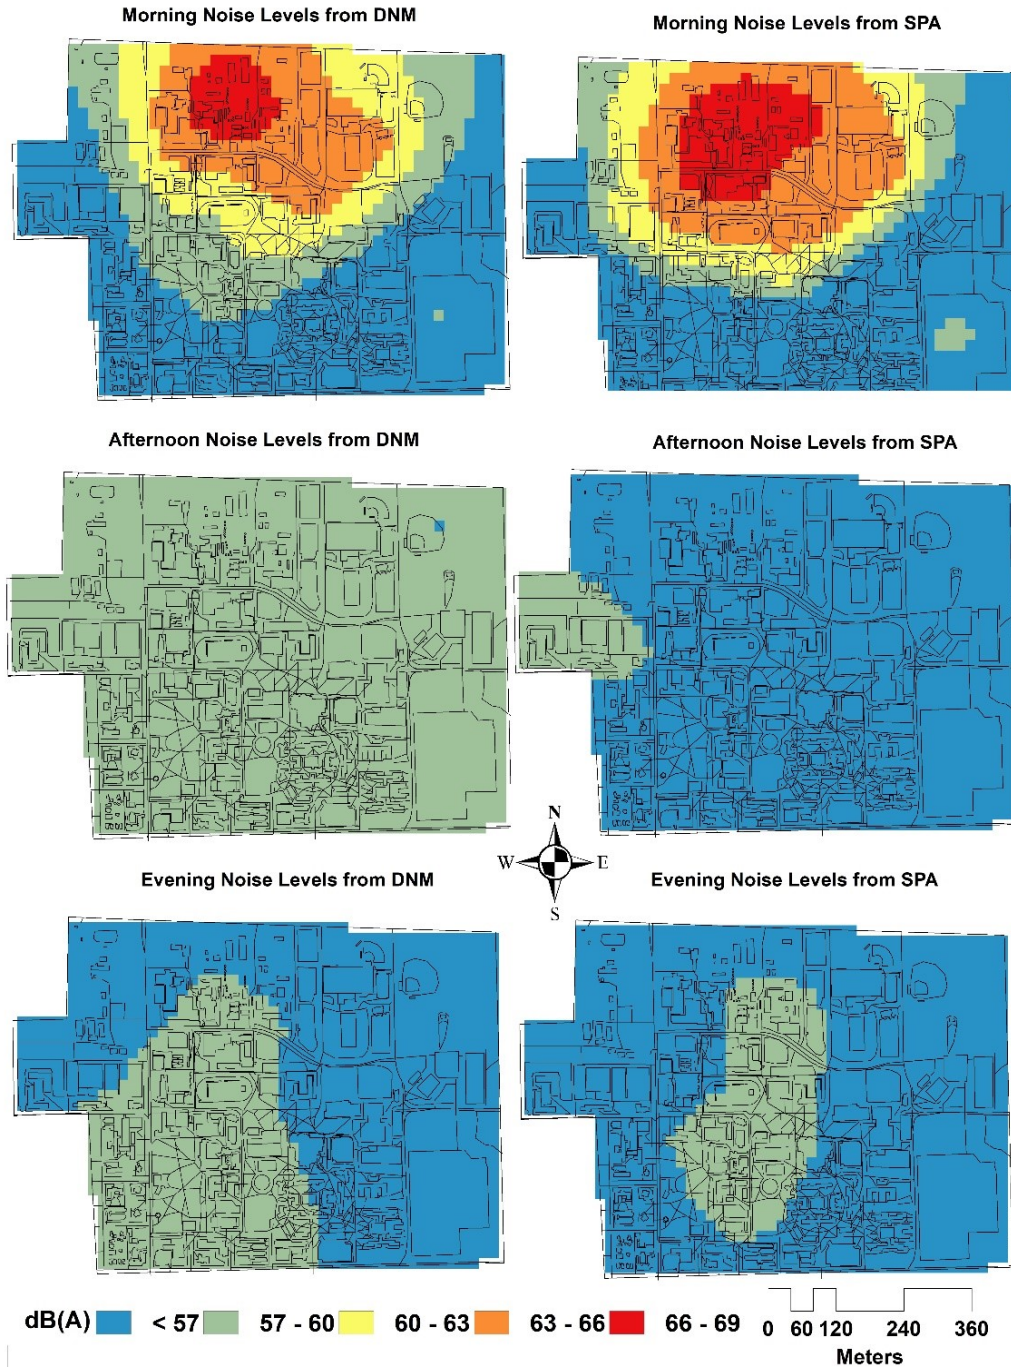 Morning Noise Levels from DNM
Morning Noise Levels from SPA
Afternoon Noise Levels from DNM
Afternoon Noise Levels from SPA
N
W E
S
Evening Noise Levels from DNM
Evening Noise Levels from SPA
dB(A) < 57 57 - 60 60 - 63 63 - 66 66 - 69
0 60 120 240 360
Meters